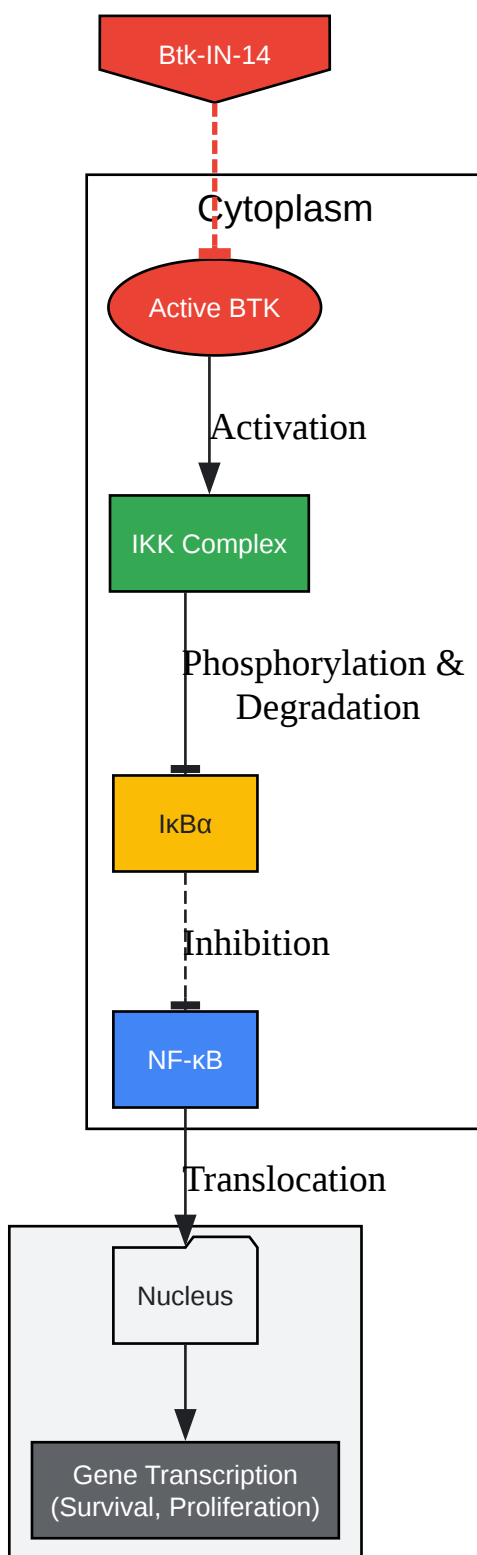 Btk-IN-14
Cytoplasm
Active BTK
Activation
IKK Complex
Phosphorylation &
Degradation
IκBα
Inhibition
NF-κB
Translocation
Nucleus
Gene Transcription
(Survival, Proliferation)